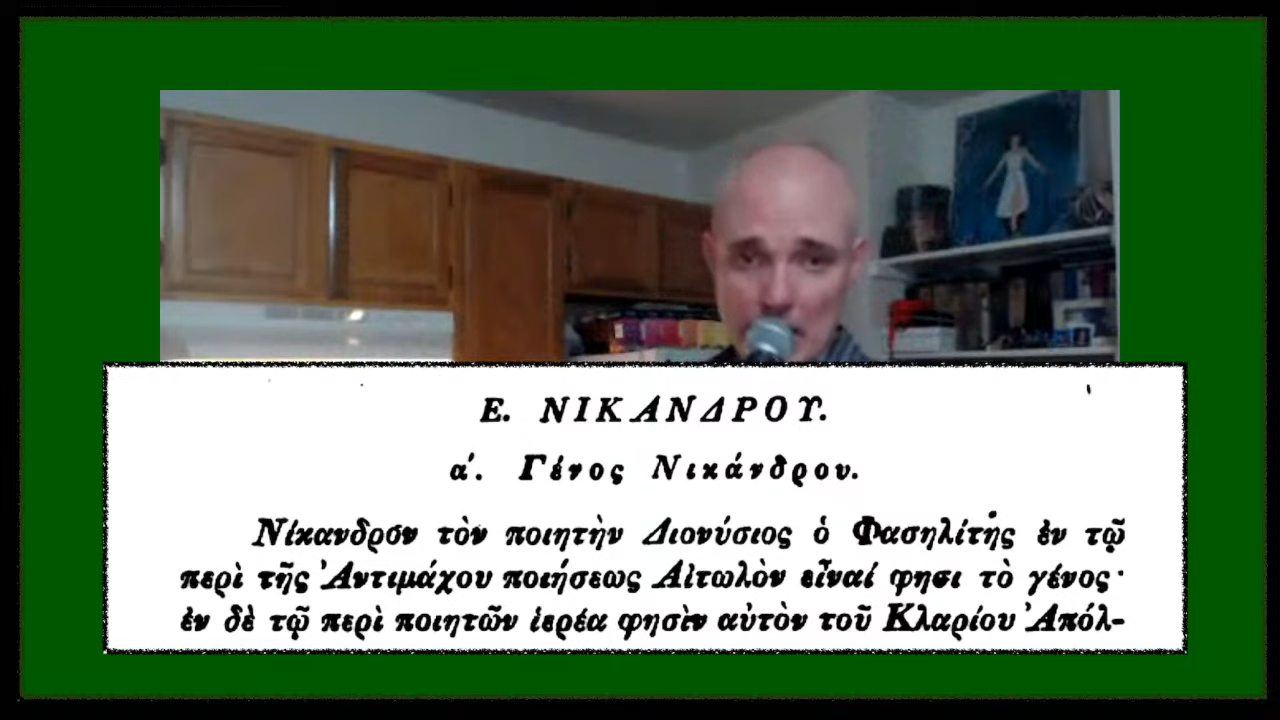 Ε. ΝΙΚΑΝΔΡΟΥ.
α΄. Γένος Νικάνδρου.
Νίκανδρον τὸν ποιητὴν Διονύσιος ὁ Φασηλίτης ἐν τῷ
περὶ τῆς Ἀντιμάχου ποιήσεως Αἰτωλὸν εἶναί φησι τὸ γένος·
ἐν δὲ τῷ περὶ ποιητῶν ἱερέα φησὶν αὐτὸν τοῦ Κλαρίου Ἀπόλ-